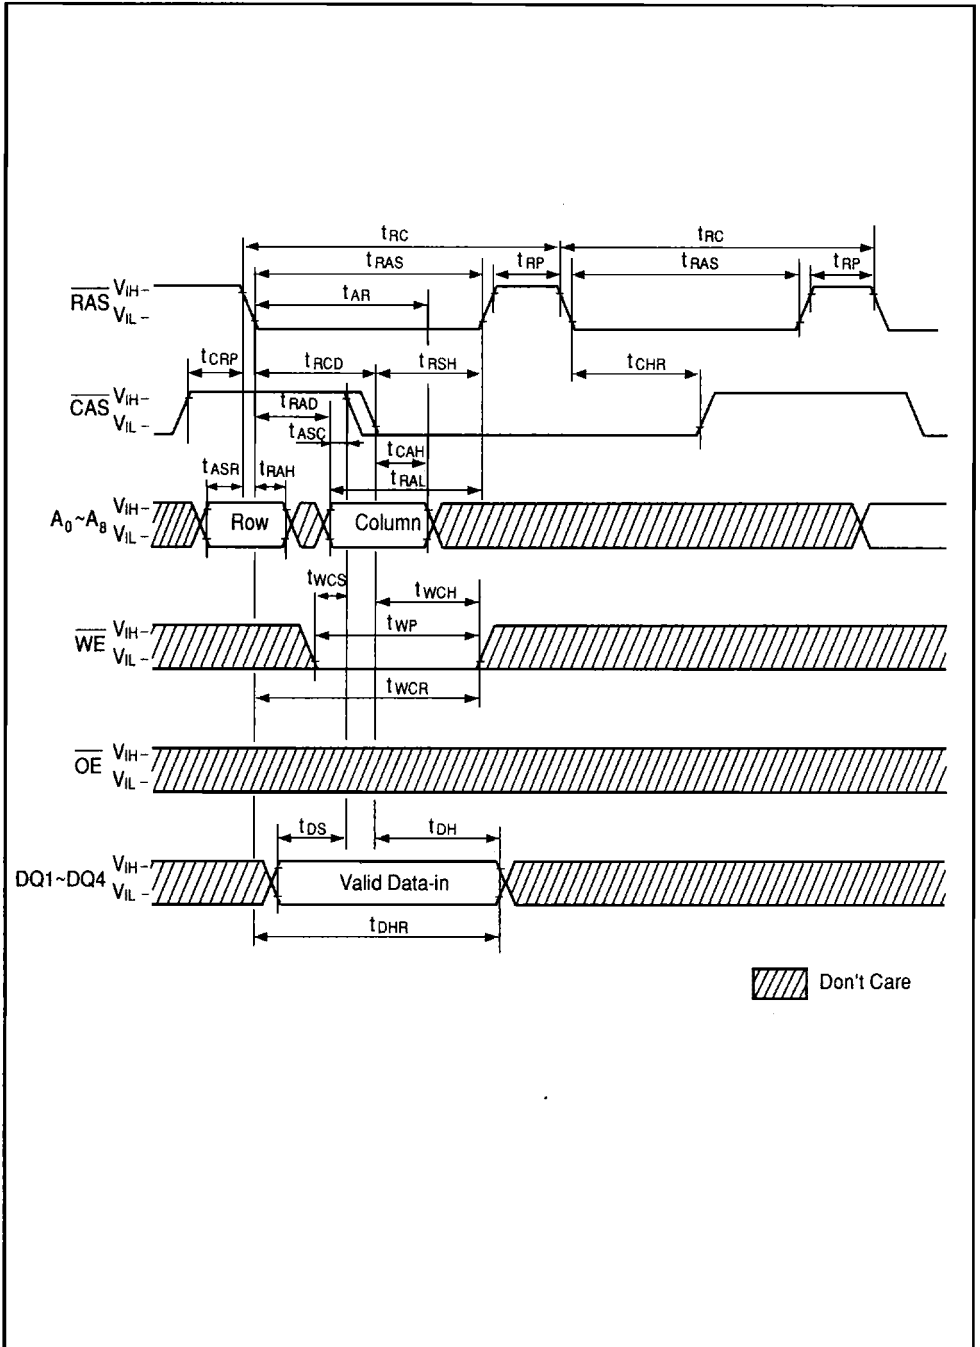 tRC tRC
tRAS tRP tRAS tRP
tAR
RAS VIH
VIL
tCRP tRCD tRSH tCHR
CAS VIH
VIL
tRAD
tASC
tCAH
tASR tRAH tRAL
A0~A8 VIH
VIL
Row Column
tWCS tWCH
tWP
WE VIH
VIL
tWCR
OE VIH
VIL
tDS tDH
DQ1~DQ4 VIH
VIL
Valid Data-in
tDHR
Don't Care